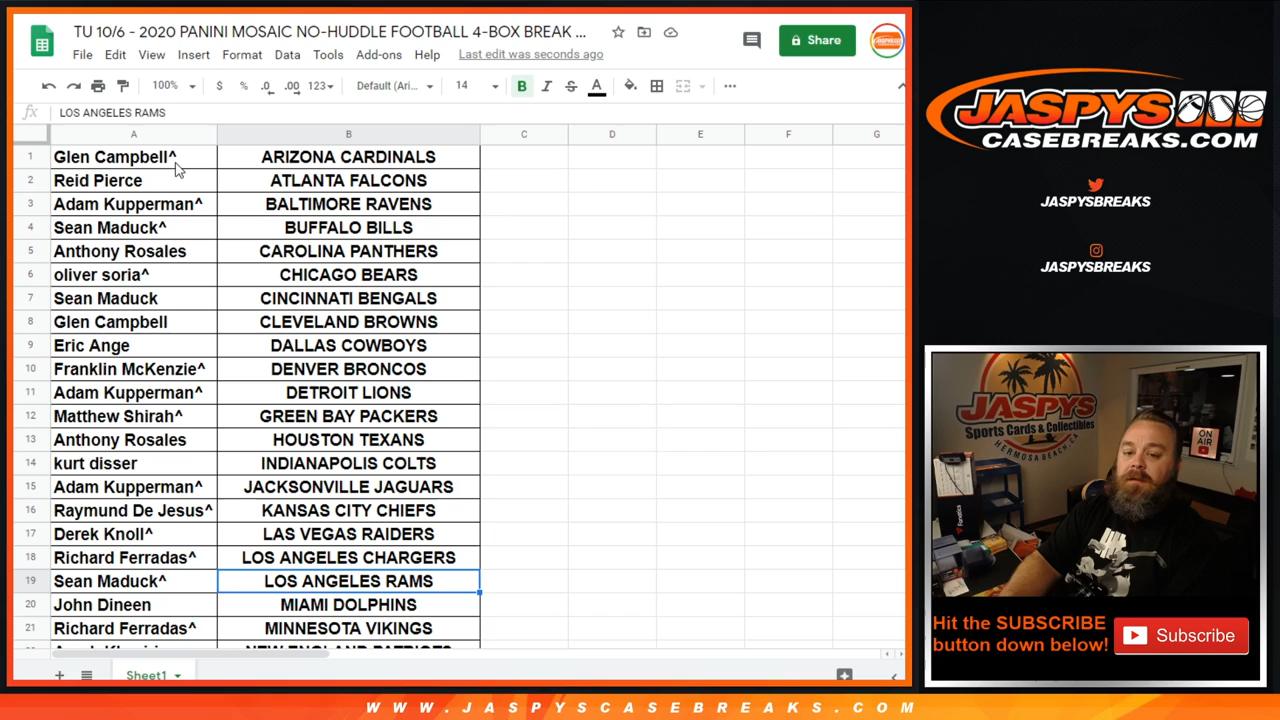 TU 10/6 - 2020 PANINI MOSAIC NO-HUDDLE FOOTBALL 4-BOX BREAK ...
File Edit View Insert Format Data Tools Add-ons Help Last edit was seconds ago
Share
100% $ % .0 .00 123 Default (Ari... 14 B I S A ...
fx LOS ANGELES RAMS
A B C D E F G
1 Glen Campbell^ ARIZONA CARDINALS
2 Reid Pierce ATLANTA FALCONS
3 Adam Kupperman^ BALTIMORE RAVENS
4 Sean Maduck^ BUFFALO BILLS
5 Anthony Rosales CAROLINA PANTHERS
6 oliver soria^ CHICAGO BEARS
7 Sean Maduck CINCINNATI BENGALS
8 Glen Campbell CLEVELAND BROWNS
9 Eric Ange DALLAS COWBOYS
10 Franklin McKenzie^ DENVER BRONCOS
11 Adam Kupperman^ DETROIT LIONS
12 Matthew Shirah^ GREEN BAY PACKERS
13 Anthony Rosales HOUSTON TEXANS
14 kurt disser INDIANAPOLIS COLTS
15 Adam Kupperman^ JACKSONVILLE JAGUARS
16 Raymund De Jesus^ KANSAS CITY CHIEFS
17 Derek Knoll^ LAS VEGAS RAIDERS
18 Richard Ferradas^ LOS ANGELES CHARGERS
19 Sean Maduck^ LOS ANGELES RAMS
20 John Dineen MIAMI DOLPHINS
21 Richard Ferradas^ MINNESOTA VIKINGS
NEW ENGLAND PATRIOTS
Sheet1
JASPYS
CASEBREAKS.COM
JASPYSBREAKS
JASPYSBREAKS
JASPYS
Sports Cards & Collectibles
HERMOSA BEACH, CA
ON AIR
Fanatics
Hit the SUBSCRIBE
button down below!
Subscribe
WWW.JASPYSCASEBREAKS.COM